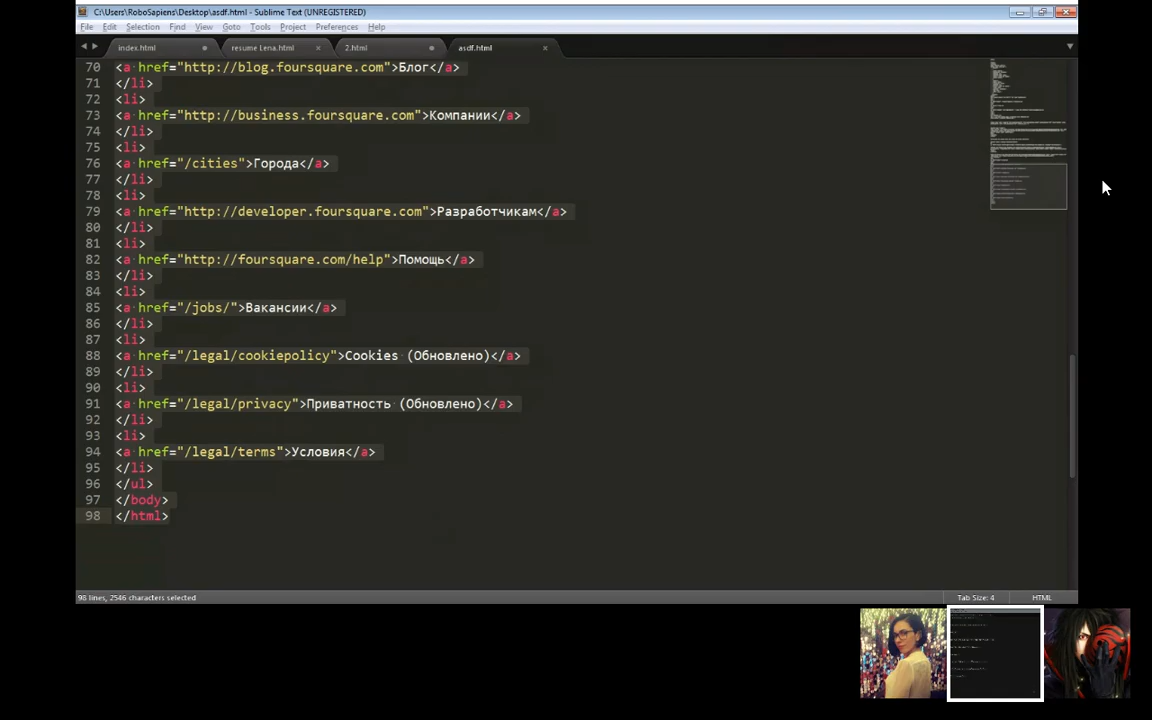 C:\Users\RoboSapiens\Desktop\asdf.html - Sublime Text (UNREGISTERED)
File Edit Selection Find View Goto Tools Project Preferences Help
index.html resume Lena.html 2.html asdf.html
70 <a href="http://blog.foursquare.com">Блог</a>
71 </li>
72 <li>
73 <a href="http://business.foursquare.com">Компании</a>
74 </li>
75 <li>
76 <a href="/cities">Города</a>
77 </li>
78 <li>
79 <a href="http://developer.foursquare.com">Разработчикам</a>
80 </li>
81 <li>
82 <a href="http://foursquare.com/help">Помощь</a>
83 </li>
84 <li>
85 <a href="/jobs/">Вакансии</a>
86 </li>
87 <li>
88 <a href="/legal/cookiepolicy">Cookies (Обновлено)</a>
89 </li>
90 <li>
91 <a href="/legal/privacy">Приватность (Обновлено)</a>
92 </li>
93 <li>
94 <a href="/legal/terms">Условия</a>
95 </li>
96 </ul>
97 </body>
98 </html>
98 lines, 2546 characters selected Tab Size: 4 HTML